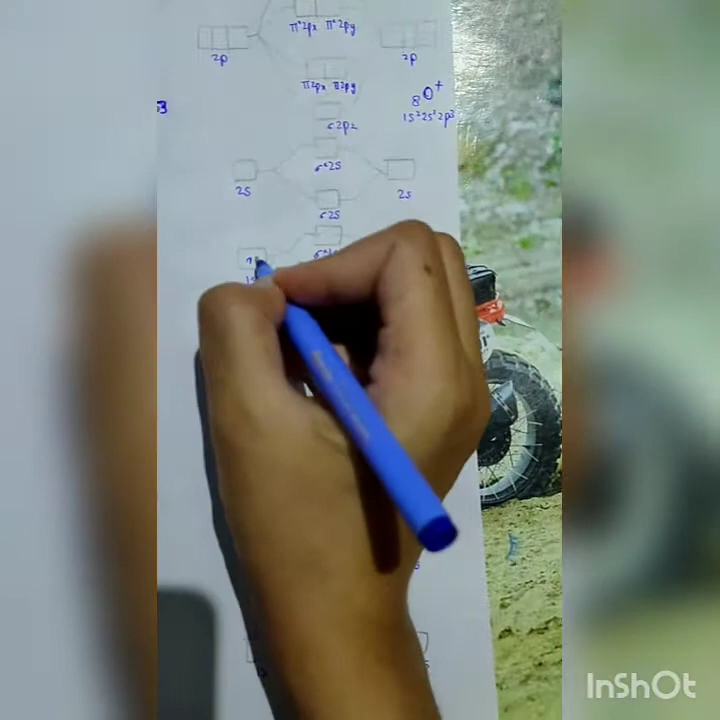 π*2px π*2py
2p 2p
π2px π2py
8O+
σ2pz 1s²2s²2p³
σ*2s
2s 2s
σ2s
InShOt